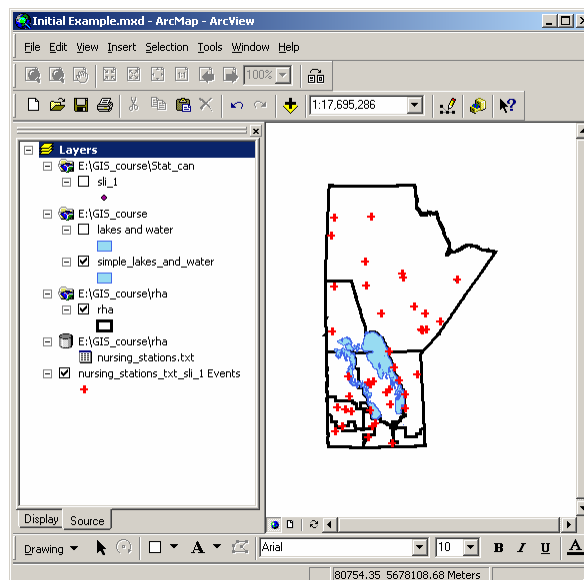 Initial Example.mxd - ArcMap - ArcView
File Edit View Insert Selection Tools Window Help
100%
1:17,695,286
Layers
E:\GIS_course\Stat_can
sli_1
E:\GIS_course
lakes and water
simple_lakes_and_water
E:\GIS_course\rha
rha
E:\GIS_course\rha
nursing_stations.txt
nursing_stations_txt_sli_1 Events
Display Source
Drawing A Arial 10 B I U A
80754.35 5678108.68 Meters